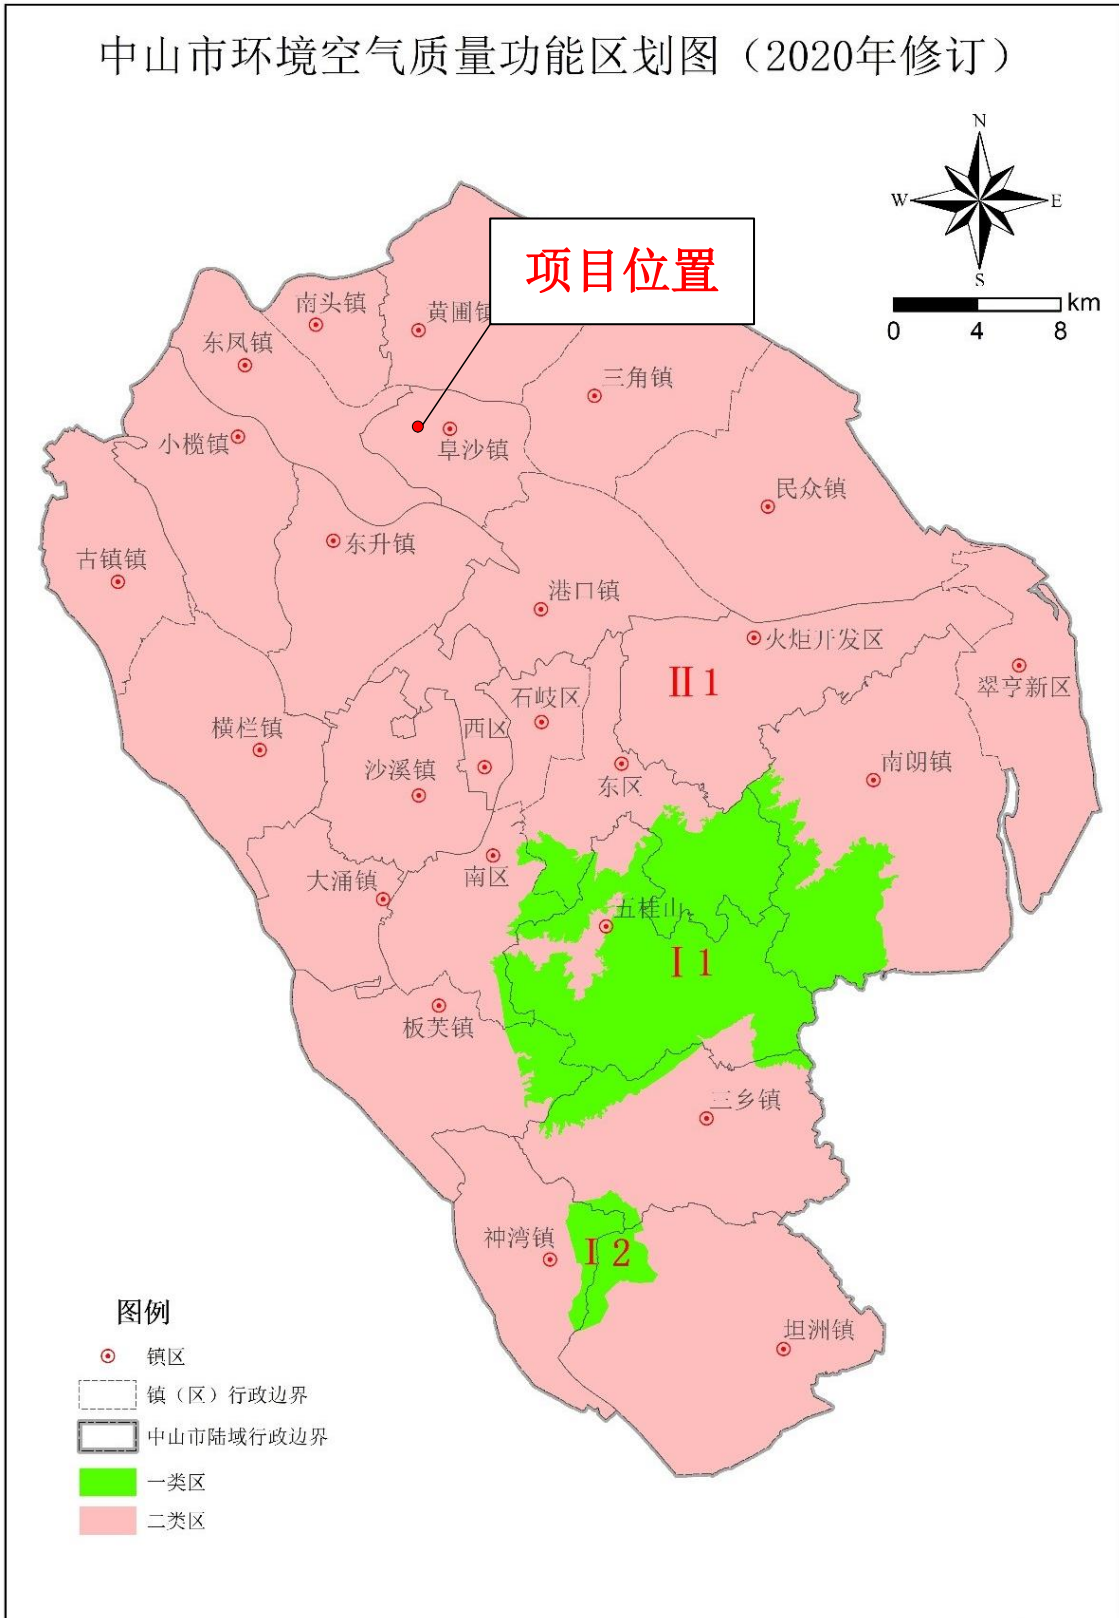 中山市环境空气质量功能区划图（2020年修订）
N
W
E
S
km
0
4
8
项目位置
南头镇
黄圃镇
东凤镇
三角镇
小榄镇
阜沙镇
民众镇
东升镇
古镇镇
港口镇
火炬开发区
翠亨新区
Ⅱ1
石岐区
横栏镇
西区
沙溪镇
东区
南朗镇
南区
大涌镇
五桂山
Ⅰ1
板芙镇
三乡镇
神湾镇
Ⅰ2
坦洲镇
图例
镇区
镇（区）行政边界
中山市陆域行政边界
一类区
二类区